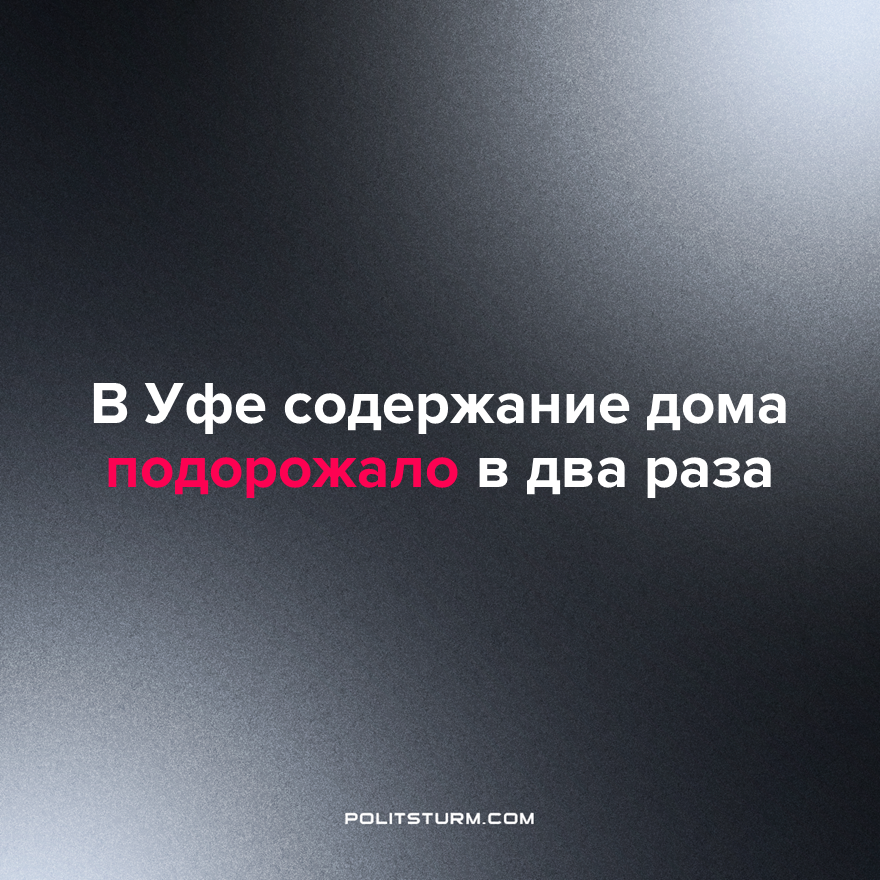 В Уфе содержание дома
подорожало в два раза
POLITSTURM.COM